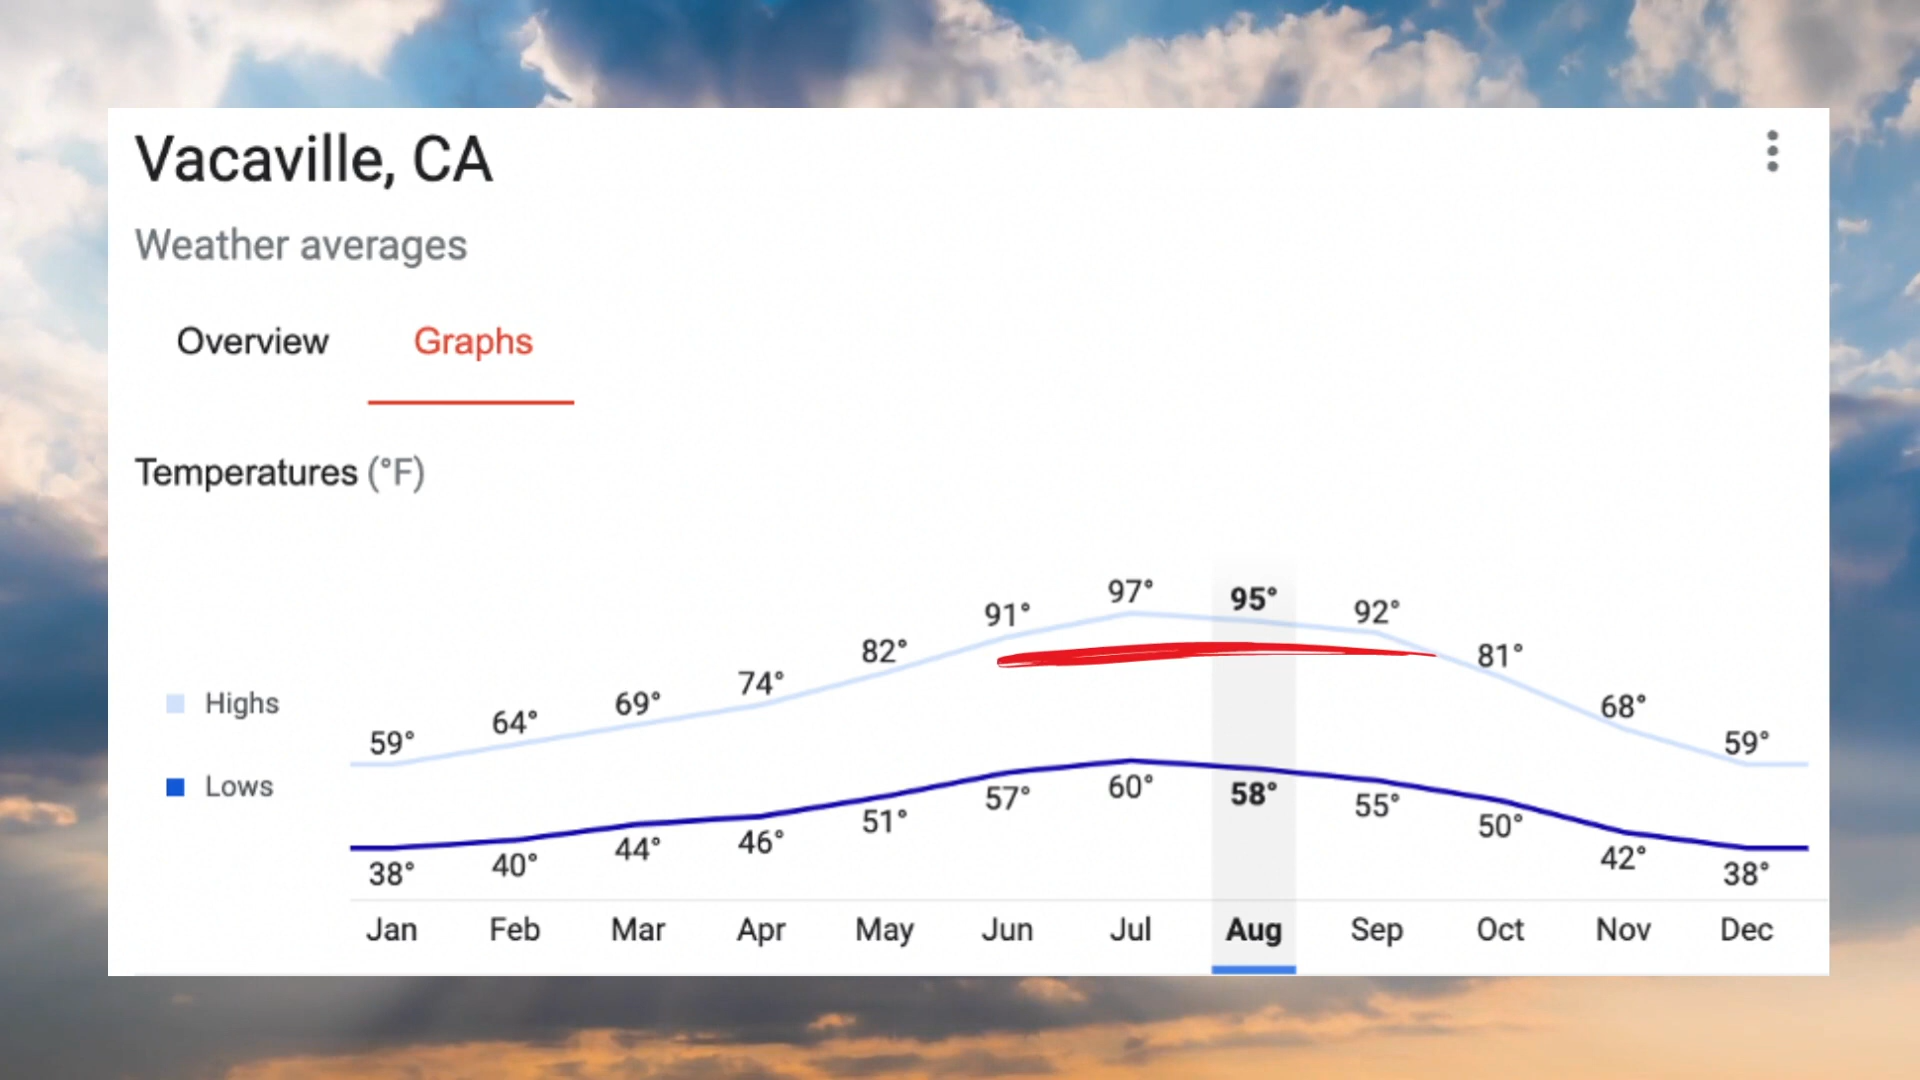 Vacaville, CA
Weather averages
Overview Graphs
Temperatures (°F)
91° 97° 95° 92°
59° 64° 69° 74° 82° 81° 68° 59°
Highs
Lows
38° 40° 44° 46° 51° 57° 60° 58° 55° 50° 42° 38°
Jan Feb Mar Apr May Jun Jul Aug Sep Oct Nov Dec